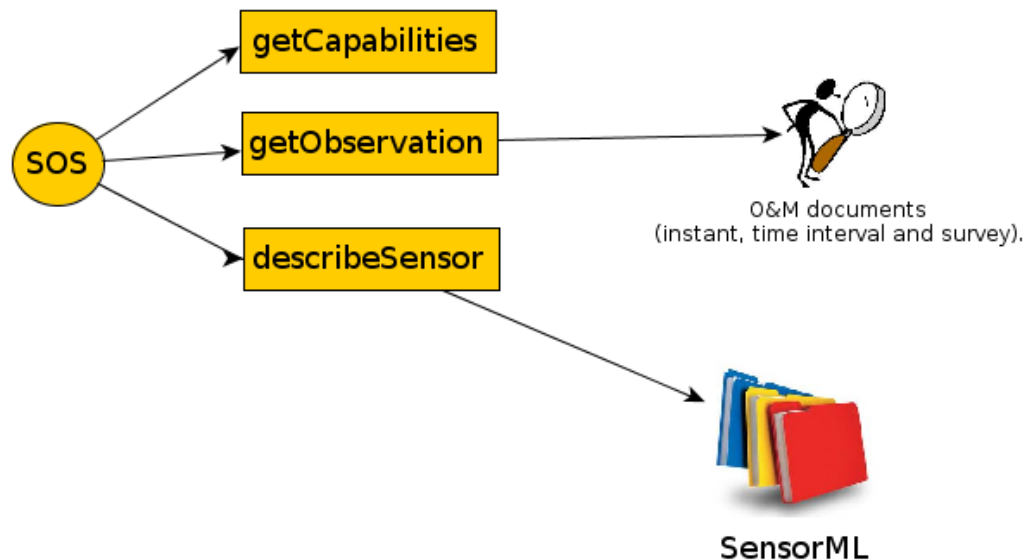 getCapabilities
SOS
getObservation
O&M documents
(instant, time interval and survey).
describeSensor
SensorML